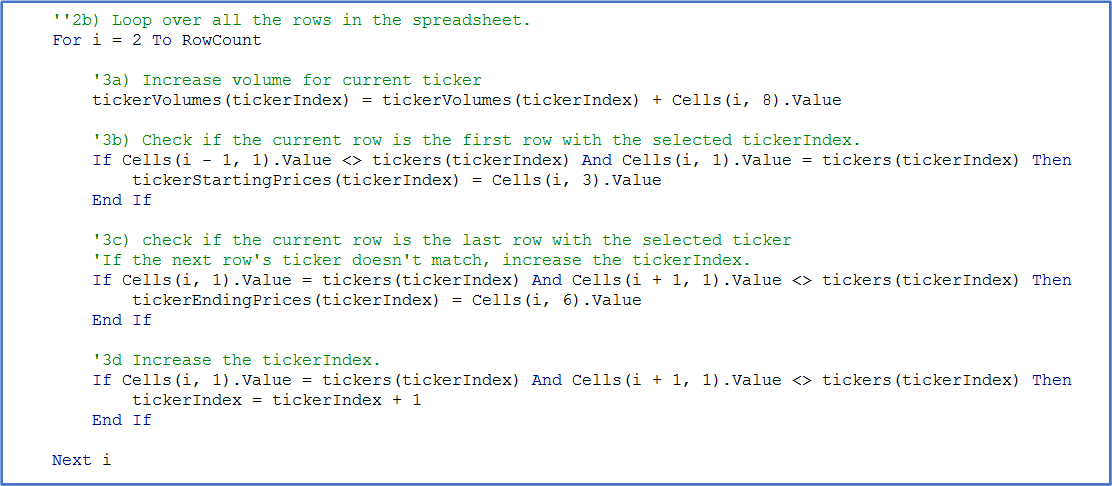 ''2b) Loop over all the rows in the spreadsheet.
For i = 2 To RowCount
'3a) Increase volume for current ticker
tickerVolumes(tickerIndex) = tickerVolumes(tickerIndex) + Cells(i, 8).Value
'3b) Check if the current row is the first row with the selected tickerIndex.
If Cells(i - 1, 1).Value <> tickers(tickerIndex) And Cells(i, 1).Value = tickers(tickerIndex) Then
tickerStartingPrices(tickerIndex) = Cells(i, 3).Value
End If
'3c) check if the current row is the last row with the selected ticker
'If the next row's ticker doesn't match, increase the tickerIndex.
If Cells(i, 1).Value = tickers(tickerIndex) And Cells(i + 1, 1).Value <> tickers(tickerIndex) Then
tickerEndingPrices(tickerIndex) = Cells(i, 6).Value
End If
'3d Increase the tickerIndex.
If Cells(i, 1).Value = tickers(tickerIndex) And Cells(i + 1, 1).Value <> tickers(tickerIndex) Then
tickerIndex = tickerIndex + 1
End If
Next i